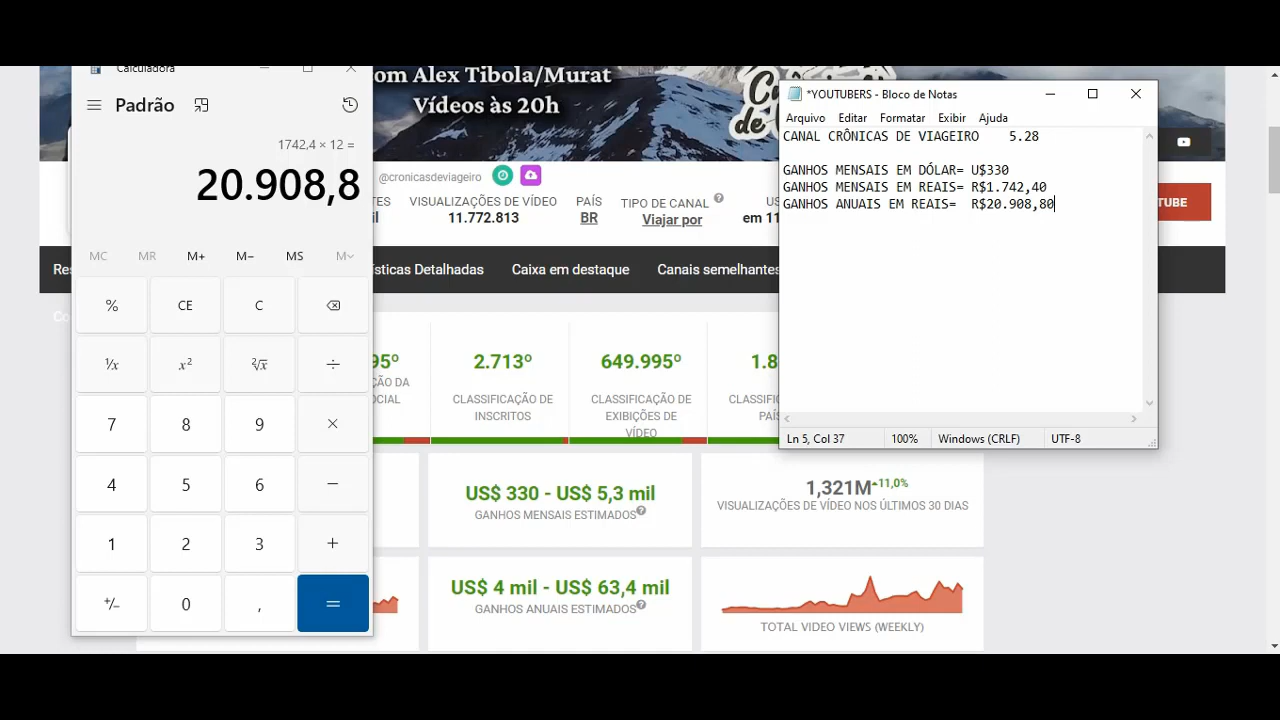 om Alex Tibola/Murat
Vídeos às 20h
Calculadora
Padrão
1742,4 × 12 =
20.908,8
MC MR M+ M− MS M˅
% CE C
¹/x x² ²√x ÷
7 8 9 ×
4 5 6 −
1 2 3 +
+/− 0 , =
*YOUTUBERS - Bloco de Notas
Arquivo Editar Formatar Exibir Ajuda
CANAL CRÔNICAS DE VIAGEIRO 5.28
GANHOS MENSAIS EM DÓLAR= U$330
GANHOS MENSAIS EM REAIS= R$1.742,40
GANHOS ANUAIS EM REAIS= R$20.908,80
Ln 5, Col 37 100% Windows (CRLF) UTF-8
@cronicasdeviageiro
VISUALIZAÇÕES DE VÍDEO
11.772.813
PAÍS
BR
TIPO DE CANAL
Viajar por
em 11
TUBE
ísticas Detalhadas Caixa em destaque Canais semelhantes
95º
2.713º
CLASSIFICAÇÃO DE
INSCRITOS
649.995º
CLASSIFICAÇÃO DE
EXIBIÇÕES DE
VÍDEO
1.8
US$ 330 - US$ 5,3 mil
GANHOS MENSAIS ESTIMADOS
1,321M 11,0%
VISUALIZAÇÕES DE VÍDEO NOS ÚLTIMOS 30 DIAS
US$ 4 mil - US$ 63,4 mil
GANHOS ANUAIS ESTIMADOS
TOTAL VIDEO VIEWS (WEEKLY)